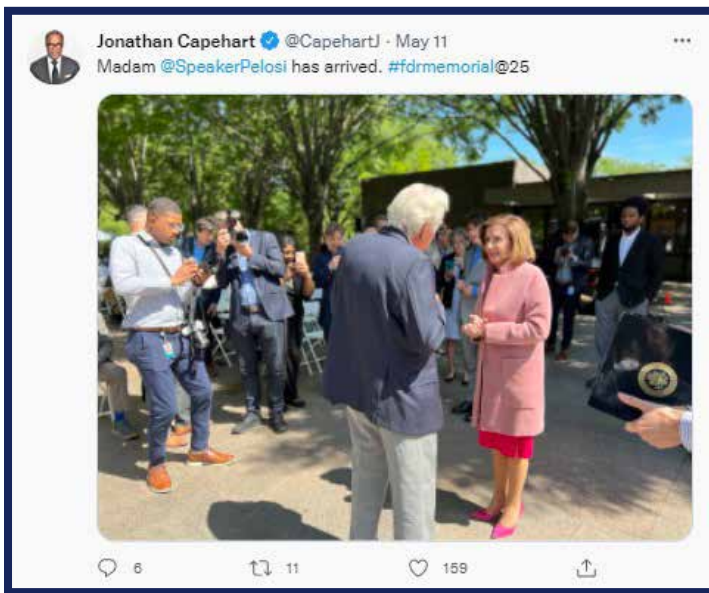 Jonathan Capehart @CapehartJ · May 11
Madam @SpeakerPelosi has arrived. #fdrmemorial@25
6 11 159